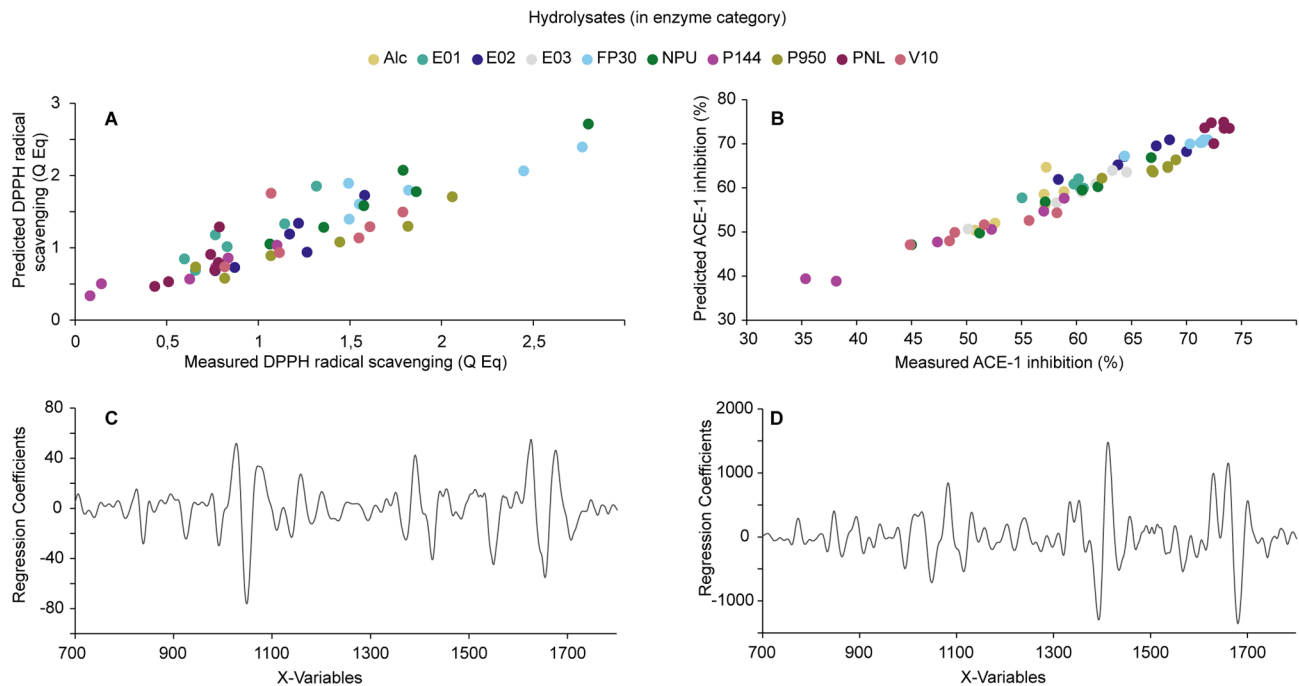 Hydrolysates (in enzyme category)
Alc E01 E02 E03 FP30 NPU P144 P950 PNL V10
A
3
2
1
0
0 0,5 1 1,5 2 2,5
Predicted DPPH radical
scavenging (Q Eq)
Measured DPPH radical scavenging (Q Eq)
B
80
70
60
50
40
30
30 35 40 45 50 55 60 65 70 75
Predicted ACE-1 inhibition (%)
Measured ACE-1 inhibition (%)
C
80
40
0
-40
-80
700 900 1100 1300 1500 1700
Regression Coefficients
X-Variables
D
2000
1000
0
-1000
700 900 1100 1300 1500 1700
Regression Coefficients
X-Variables